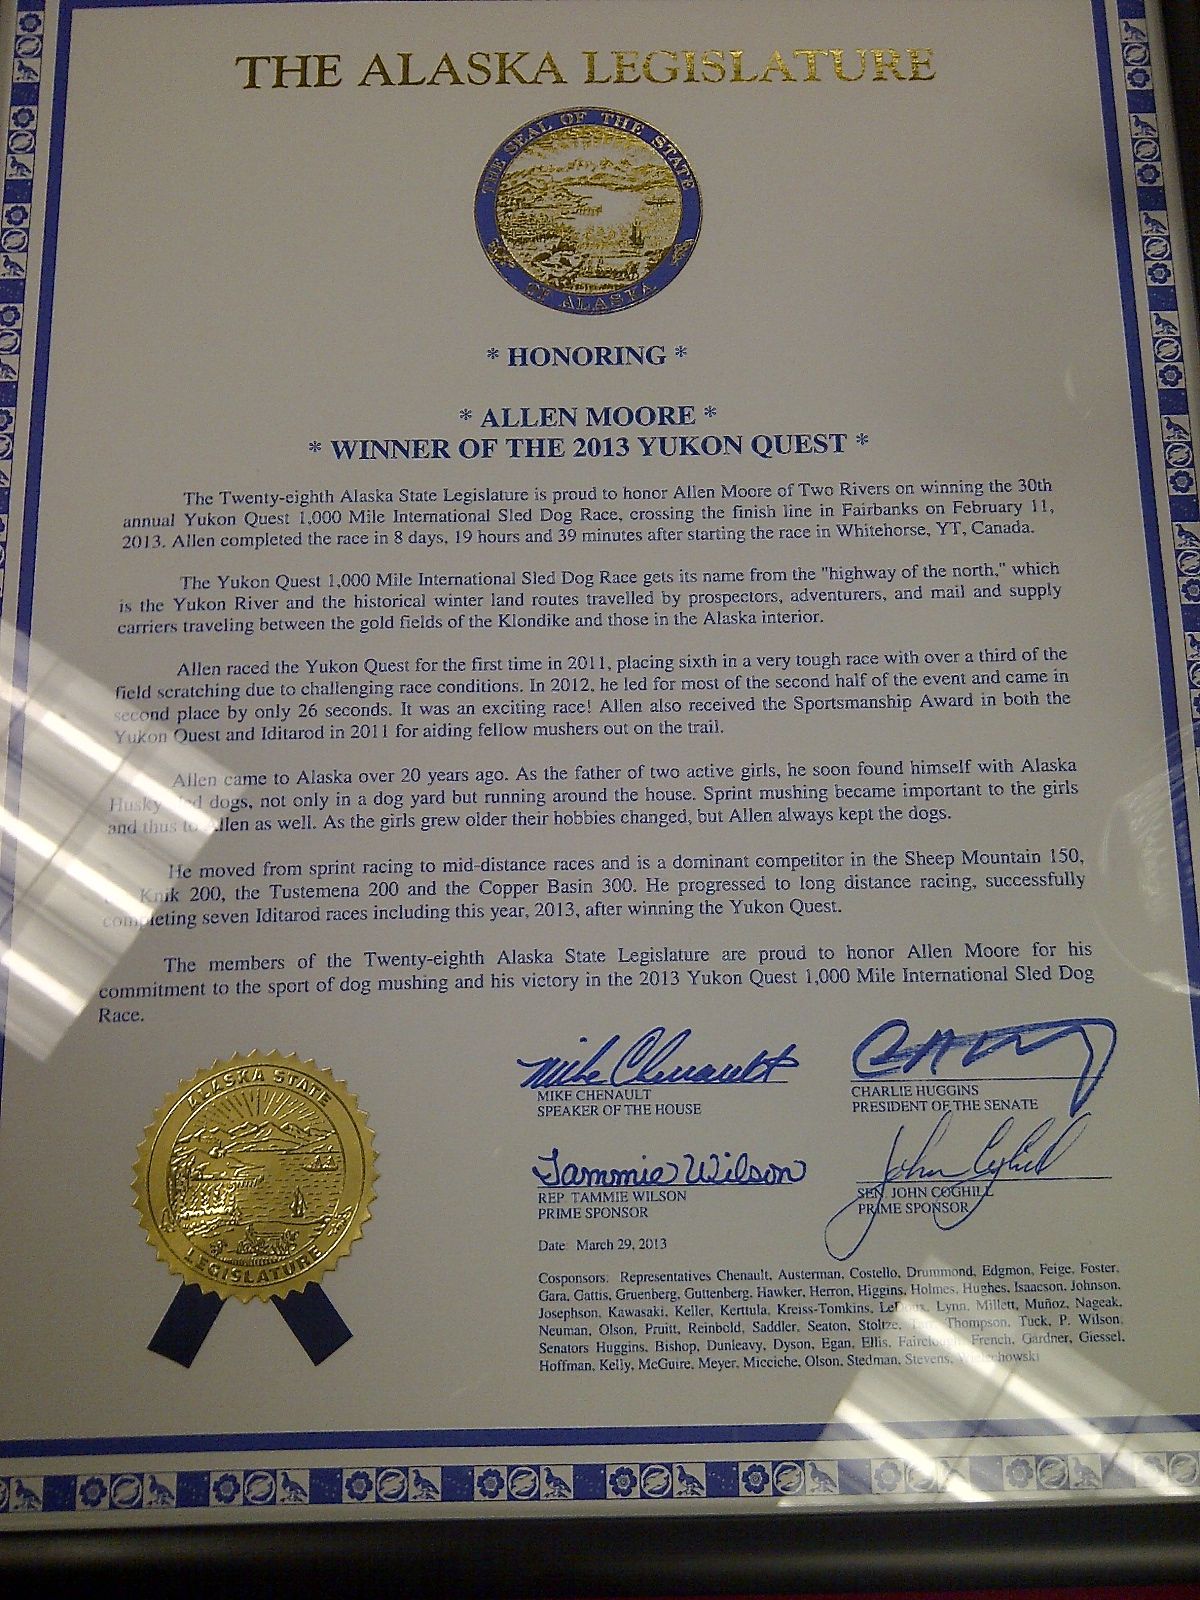 THE ALASKA LEGISLATURE
THE SEAL OF THE STATE
OF ALASKA
* HONORING *
* ALLEN MOORE *
* WINNER OF THE 2013 YUKON QUEST *
The Twenty-eighth Alaska State Legislature is proud to honor Allen Moore of Two Rivers on winning the 30th
annual Yukon Quest 1,000 Mile International Sled Dog Race, crossing the finish line in Fairbanks on February 11,
2013. Allen completed the race in 8 days, 19 hours and 39 minutes after starting the race in Whitehorse, YT, Canada.
The Yukon Quest 1,000 Mile International Sled Dog Race gets its name from the "highway of the north," which
is the Yukon River and the historical winter land routes travelled by prospectors, adventurers, and mail and supply
carriers traveling between the gold fields of the Klondike and those in the Alaska interior.
Allen raced the Yukon Quest for the first time in 2011, placing sixth in a very tough race with over a third of the
field scratching due to challenging race conditions. In 2012, he led for most of the second half of the event and came in
second place by only 26 seconds. It was an exciting race! Allen also received the Sportsmanship Award in both the
Yukon Quest and Iditarod in 2011 for aiding fellow mushers out on the trail.
Allen came to Alaska over 20 years ago. As the father of two active girls, he soon found himself with Alaska
Husky sled dogs, not only in a dog yard but running around the house. Sprint mushing became important to the girls
and thus to Allen as well. As the girls grew older their hobbies changed, but Allen always kept the dogs.
He moved from sprint racing to mid-distance races and is a dominant competitor in the Sheep Mountain 150,
Knik 200, the Tustemena 200 and the Copper Basin 300. He progressed to long distance racing, successfully
completing seven Iditarod races including this year, 2013, after winning the Yukon Quest.
The members of the Twenty-eighth Alaska State Legislature are proud to honor Allen Moore for his
commitment to the sport of dog mushing and his victory in the 2013 Yukon Quest 1,000 Mile International Sled Dog
Race.
ALASKA STATE
LEGISLATURE
Mike Chenault
MIKE CHENAULT
SPEAKER OF THE HOUSE
CHARLIE HUGGINS
PRESIDENT OF THE SENATE
Tammie Wilson
REP. TAMMIE WILSON
PRIME SPONSOR
John Coghill
SEN. JOHN COGHILL
PRIME SPONSOR
Date: March 29, 2013
Cosponsors: Representatives Chenault, Austerman, Costello, Drummond, Edgmon, Feige, Foster,
Gara, Gattis, Gruenberg, Guttenberg, Hawker, Herron, Higgins, Holmes, Hughes, Isaacson, Johnson,
Josephson, Kawasaki, Keller, Kerttula, Kreiss-Tomkins, LeDoux, Lynn, Millett, Muñoz, Nageak,
Neuman, Olson, Pruitt, Reinbold, Saddler, Seaton, Stoltze, Tarr, Thompson, Tuck, P. Wilson;
Senators Huggins, Bishop, Dunleavy, Dyson, Egan, Ellis, Fairclough, French, Gardner, Giessel,
Hoffman, Kelly, McGuire, Meyer, Micciche, Olson, Stedman, Stevens, Wielechowski